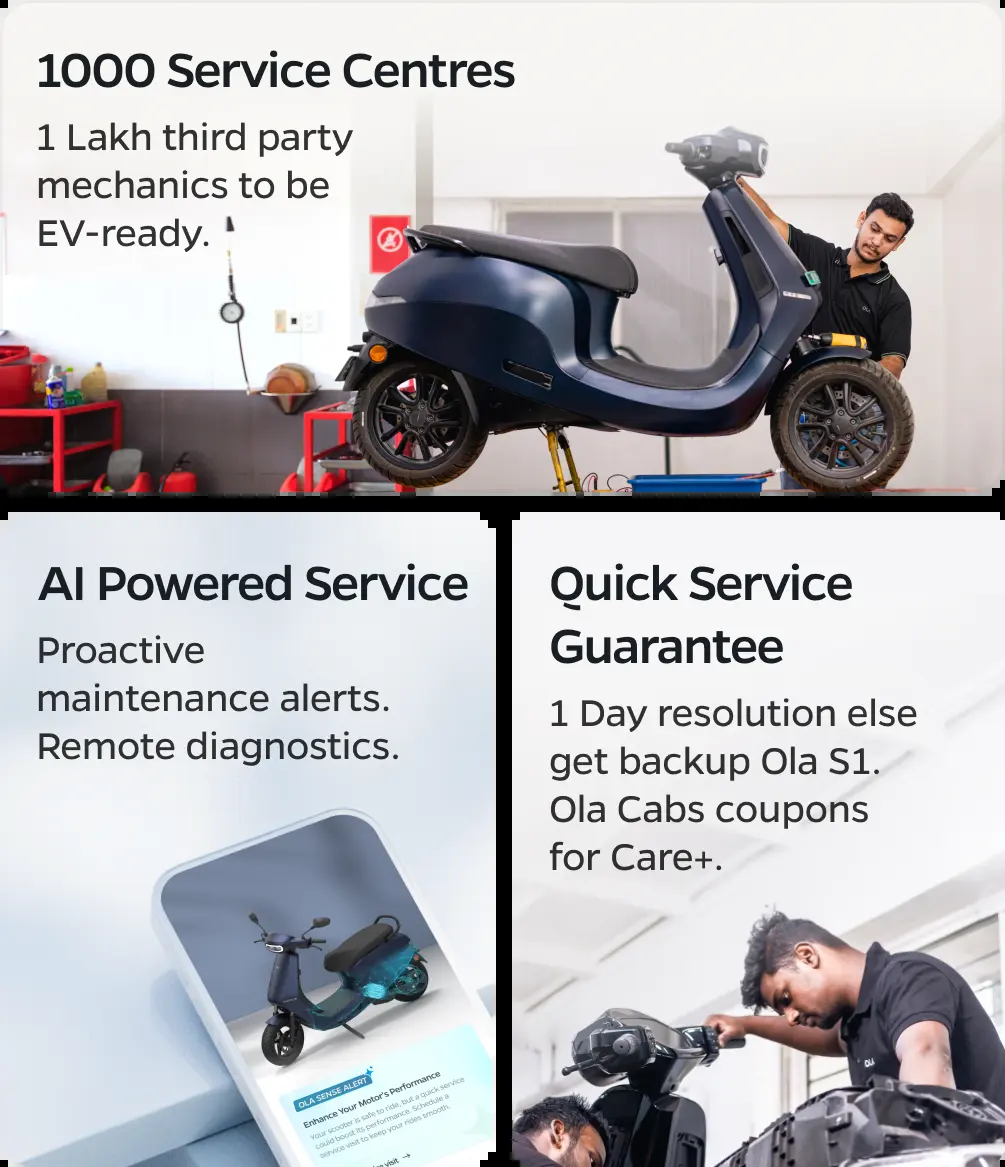 1000 Service Centres
1 Lakh third party
mechanics to be
EV-ready.
OLA
AI Powered Service
Proactive
maintenance alerts.
Remote diagnostics.
OLA SENSE ALERT
Enhance Your Motor's Performance
Your scooter is safe to ride, but a quick service
could boost its performance. Schedule a
service visit to keep your rides smooth.
visit →
Quick Service
Guarantee
1 Day resolution else
get backup Ola S1.
Ola Cabs coupons
for Care+.
OLA